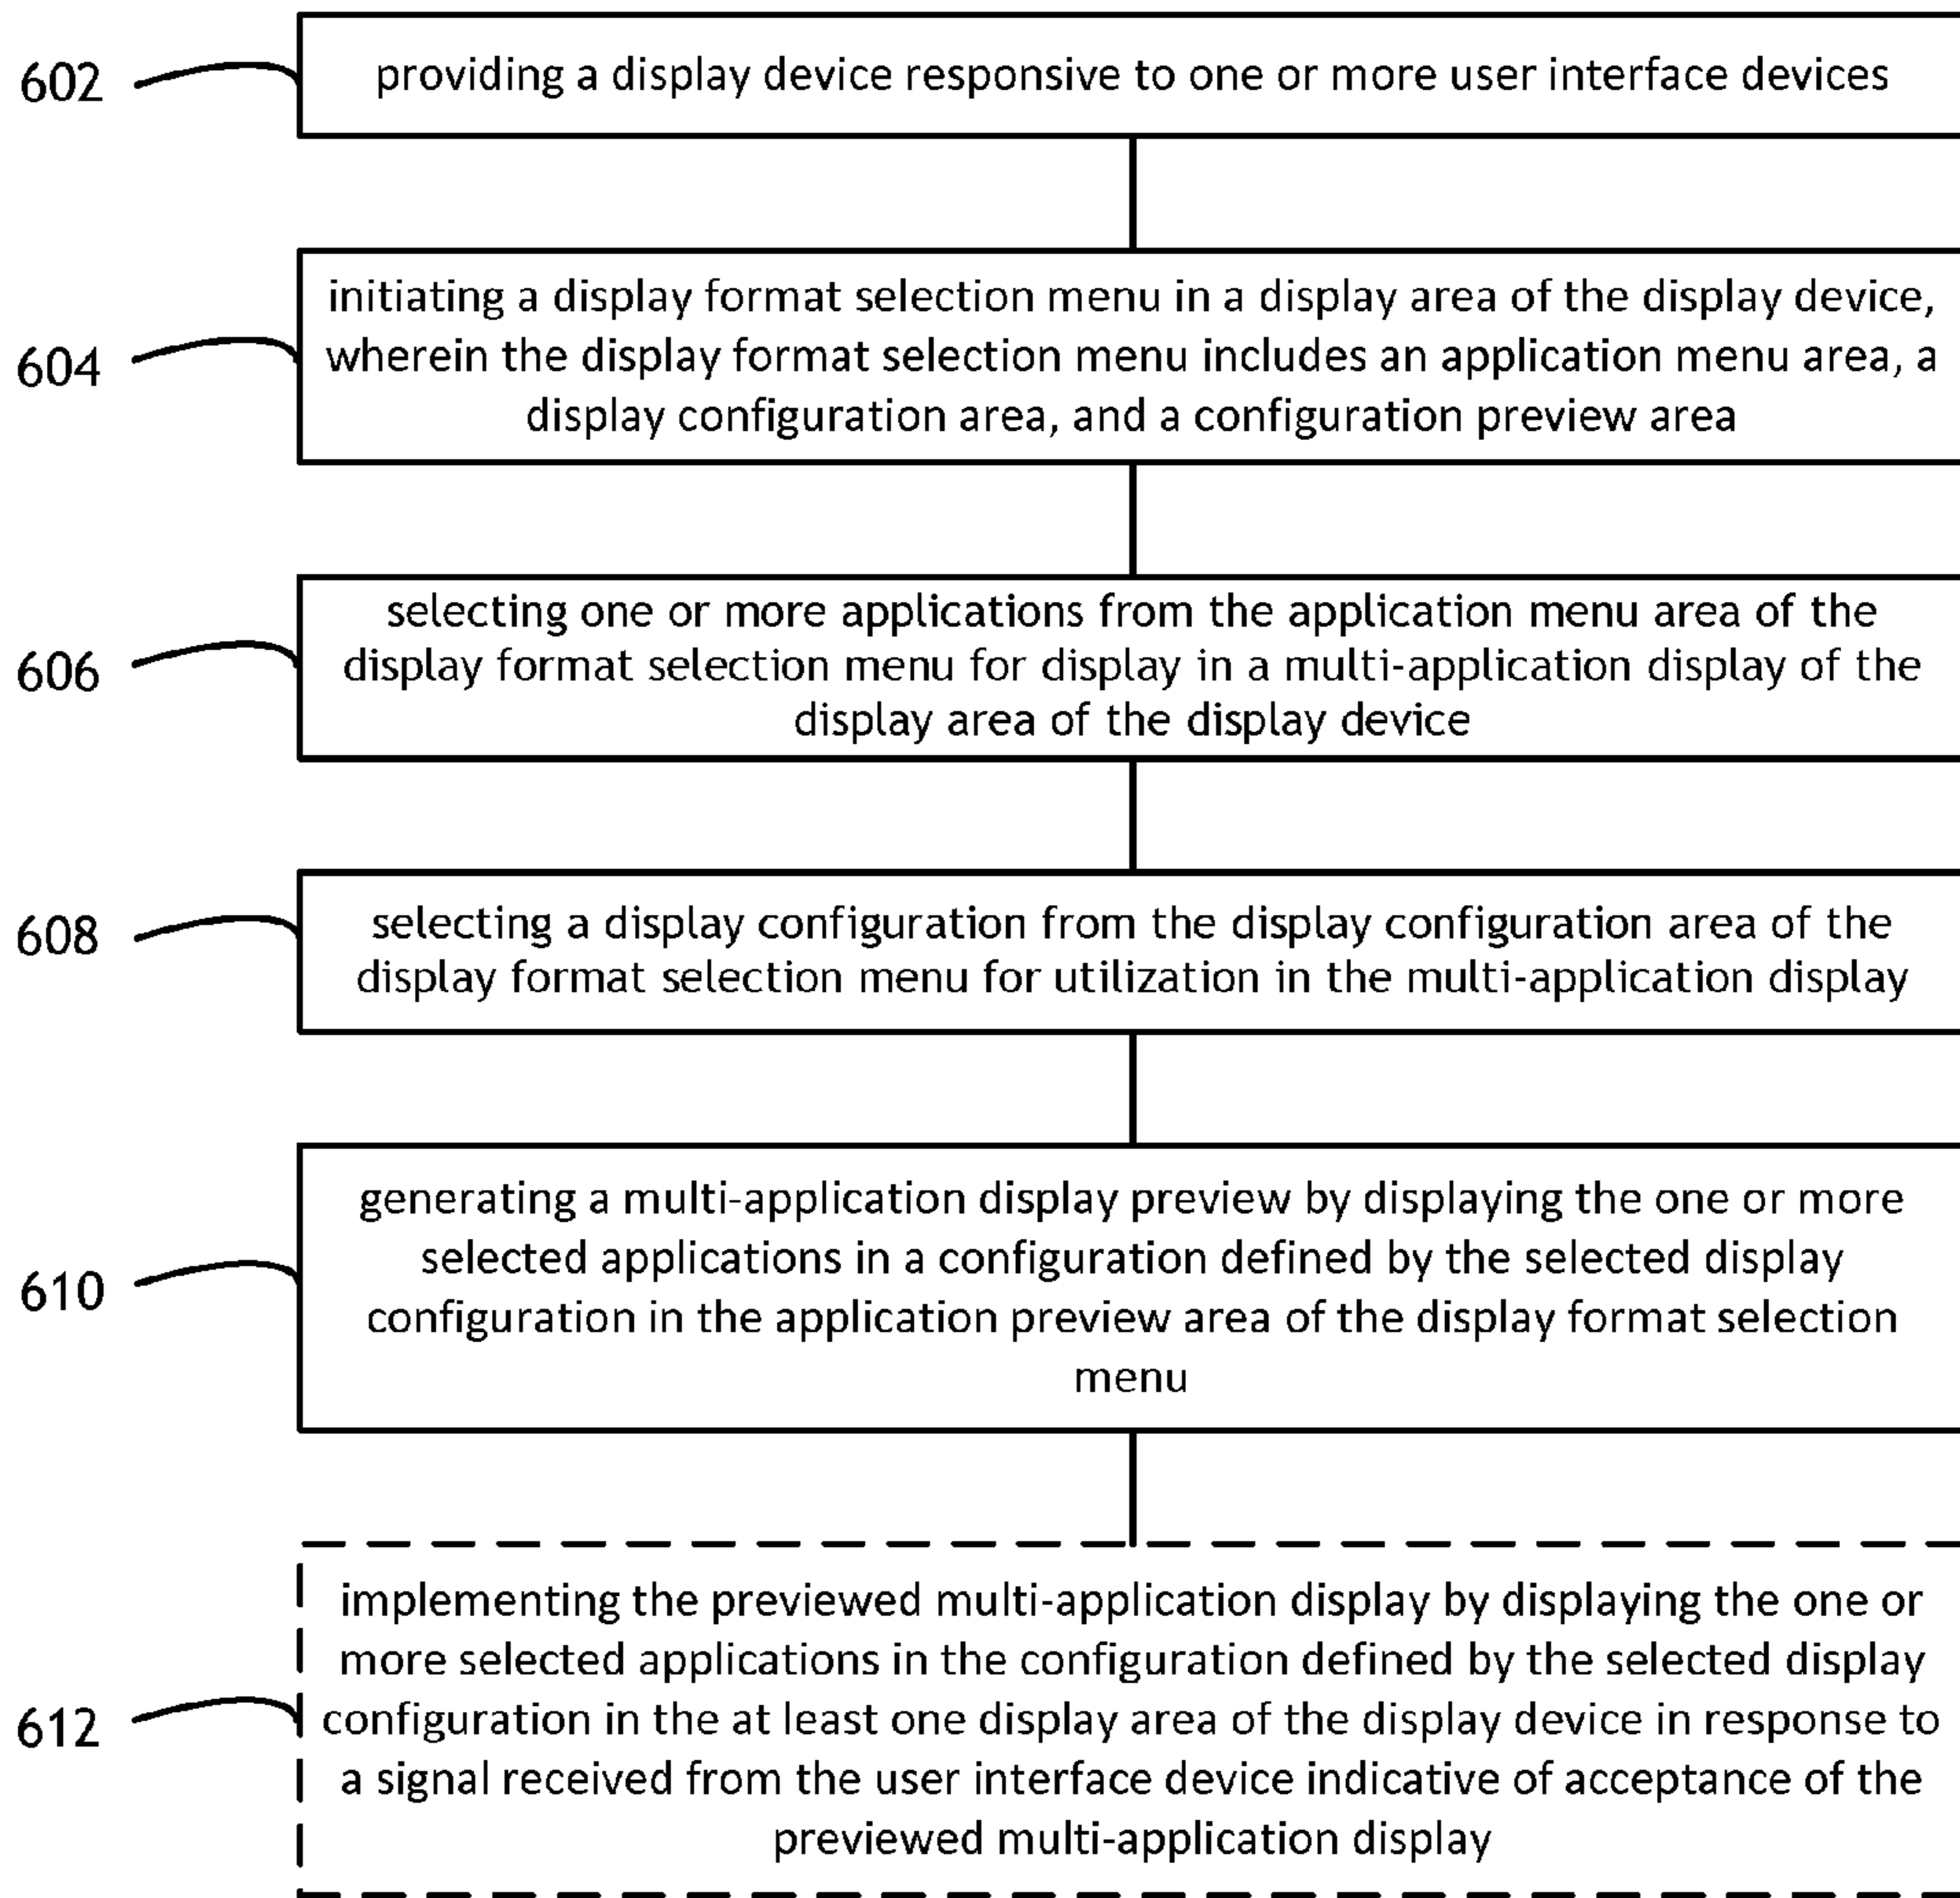 602
providing a display device responsive to one or more user interface devices
604
initiating a display format selection menu in a display area of the display device,
wherein the display format selection menu includes an application menu area, a
display configuration area, and a configuration preview area
606
selecting one or more applications from the application menu area of the
display format selection menu for display in a multi-application display of the
display area of the display device
608
selecting a display configuration from the display configuration area of the
display format selection menu for utilization in the multi-application display
610
generating a multi-application display preview by displaying the one or more
selected applications in a configuration defined by the selected display
configuration in the application preview area of the display format selection
menu
612
implementing the previewed multi-application display by displaying the one or
more selected applications in the configuration defined by the selected display
configuration in the at least one display area of the display device in response to
a signal received from the user interface device indicative of acceptance of the
previewed multi-application display